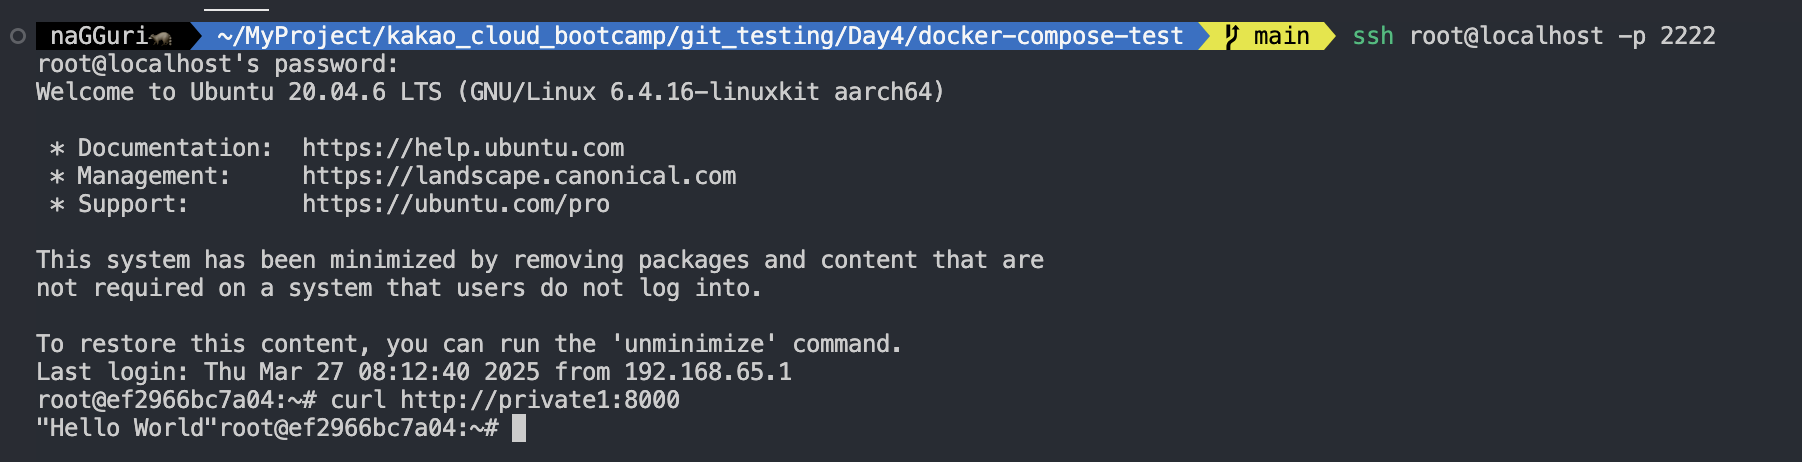 naGGuri🦝 ~/MyProject/kakao_cloud_bootcamp/git_testing/Day4/docker-compose-test main ssh root@localhost -p 2222
root@localhost's password:
Welcome to Ubuntu 20.04.6 LTS (GNU/Linux 6.4.16-linuxkit aarch64)
* Documentation:  https://help.ubuntu.com
* Management:     https://landscape.canonical.com
* Support:        https://ubuntu.com/pro
This system has been minimized by removing packages and content that are
not required on a system that users do not log into.
To restore this content, you can run the 'unminimize' command.
Last login: Thu Mar 27 08:12:40 2025 from 192.168.65.1
root@ef2966bc7a04:~# curl http://private1:8000
"Hello World"root@ef2966bc7a04:~#